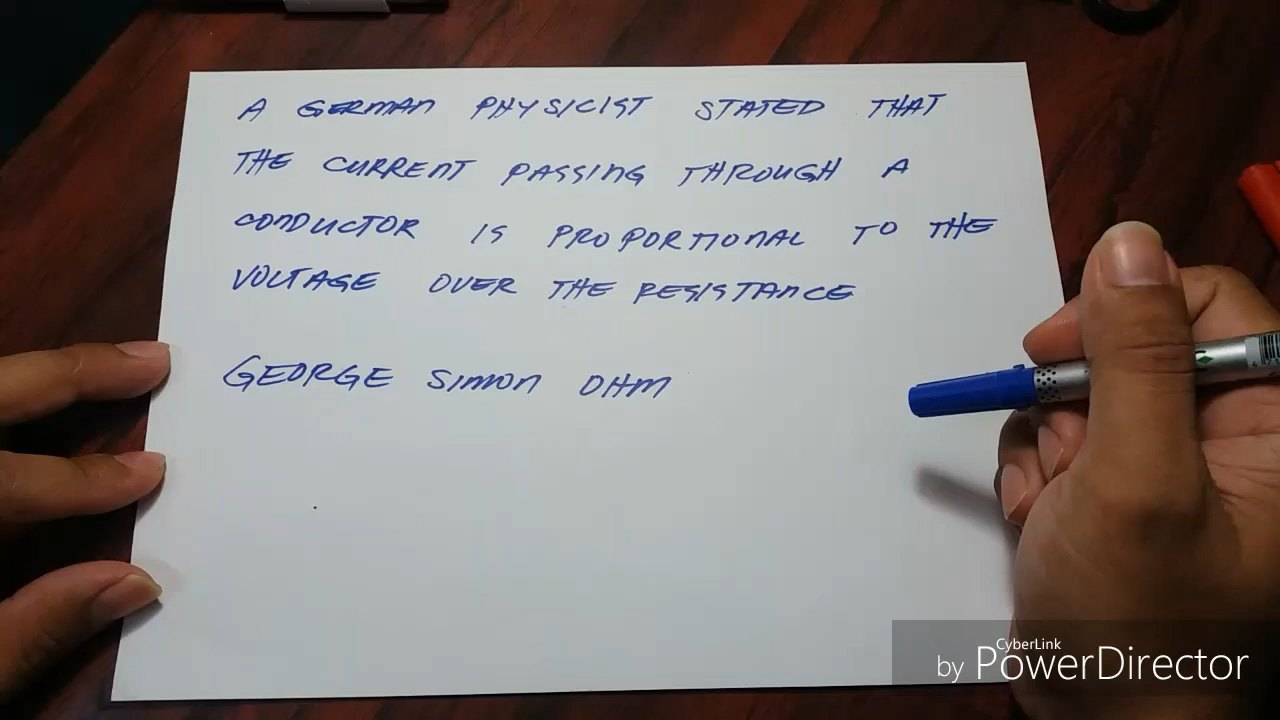 A GERMAN PHYSICIST STATED THAT
THE CURRENT PASSING THROUGH A
CONDUCTOR IS PROPORTIONAL TO THE
VOLTAGE OVER THE RESISTANCE
GEORGE SIMON OHM
CyberLink
by PowerDirector